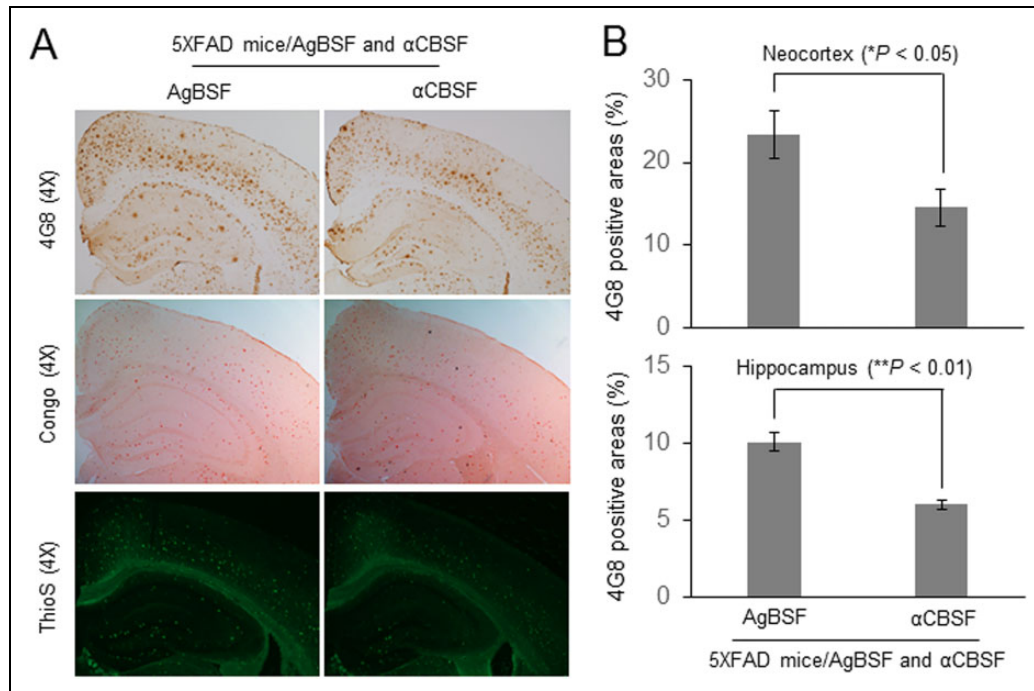 A
5XFAD mice/AgBSF and αCBSF
AgBSF
αCBSF
4G8 (4X)
Congo (4X)
ThioS (4X)
B
Neocortex (*P < 0.05)
4G8 positive areas (%)
30
20
10
0
Hippocampus (**P < 0.01)
4G8 positive areas (%)
15
10
5
0
AgBSF
αCBSF
5XFAD mice/AgBSF and αCBSF